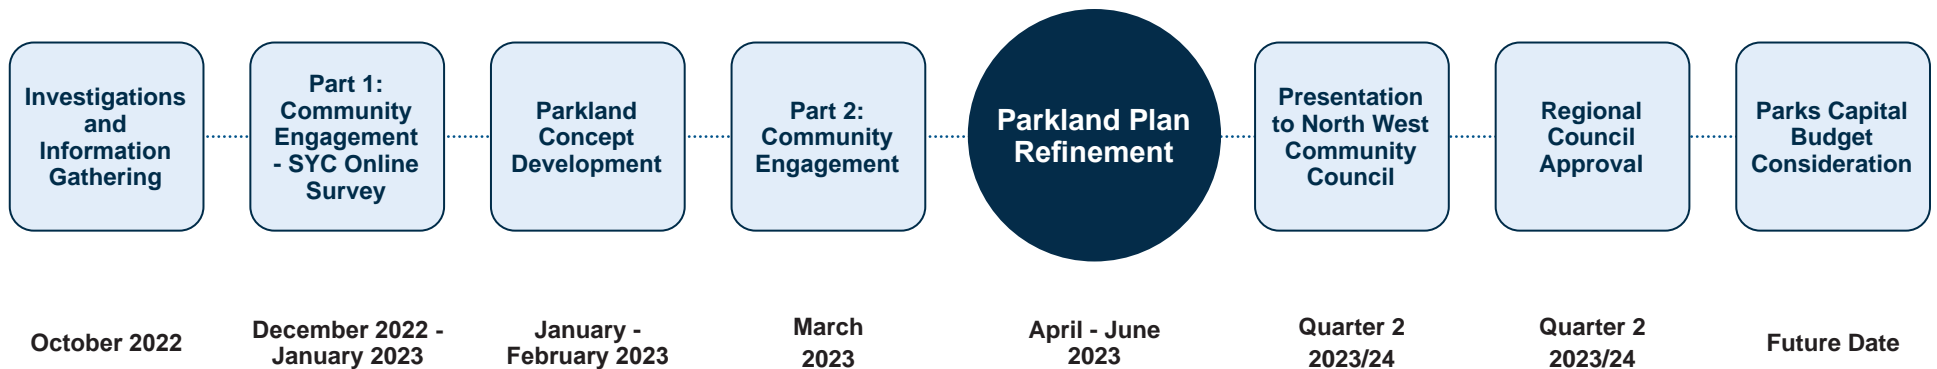 Investigations
and
Information
Gathering
Part 1:
Community
Engagement
- SYC Online
Survey
Parkland
Concept
Development
Part 2:
Community
Engagement
Parkland Plan
Refinement
Presentation
to North West
Community
Council
Regional
Council
Approval
Parks Capital
Budget
Consideration
October 2022
December 2022 -
January 2023
January -
February 2023
March
2023
April - June
2023
Quarter 2
2023/24
Quarter 2
2023/24
Future Date